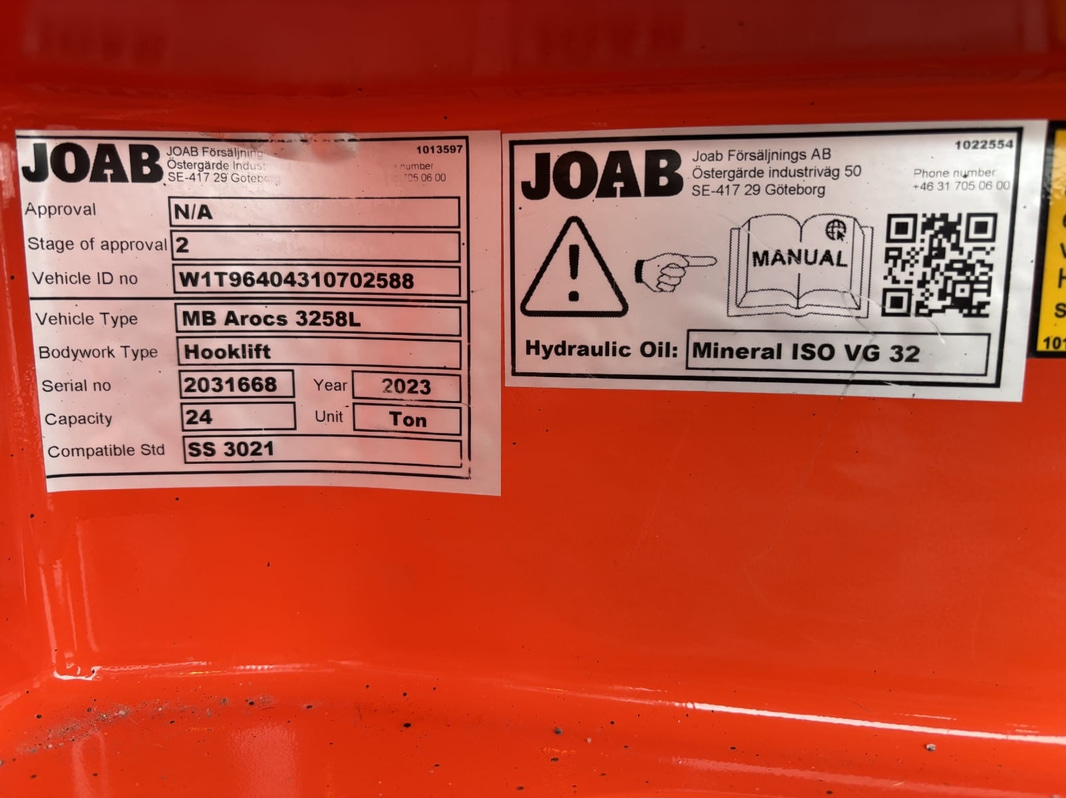 JOAB
JOAB Försäljning
1013597
Östergärde
number
SE-417 29
705 06 00
Approval N/A
Stage of approval 2
Vehicle ID no W1T96404310702588
Vehicle Type MB Arocs 3258L
Bodywork Type Hooklift
Serial no 2031668 Year 2023
Capacity 24 Unit Ton
Compatible Std SS 3021
JOAB
Joab Försäljnings AB
1022554
Östergärde industriväg 50
Phone number
SE-417 29 Göteborg
+46 31 705 06 00
MANUAL
Hydraulic Oil: Mineral ISO VG 32
101